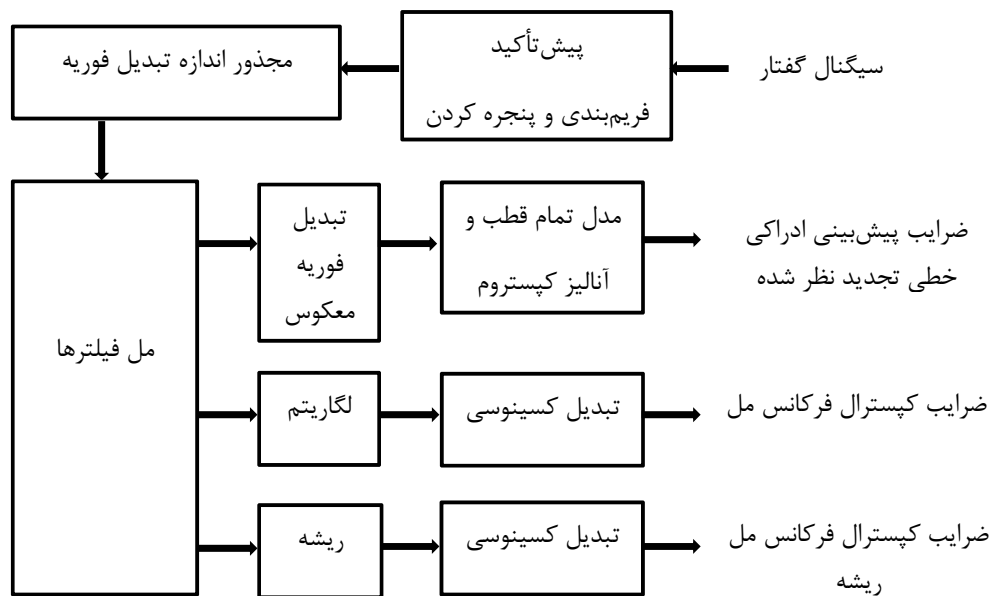 سیگنال گفتار
پیش‌تأکید
فریم‌بندی و پنجره کردن
مجذور اندازه تبدیل فوریه
مل فیلترها
تبدیل
فوریه
معکوس
مدل تمام قطب و
آنالیز کپستروم
ضرایب پیش‌بینی ادراکی
خطی تجدید نظر شده
لگاریتم
تبدیل کسینوسی
ضرایب کپسترال فرکانس مل
ریشه
تبدیل کسینوسی
ضرایب کپسترال فرکانس مل
ریشه